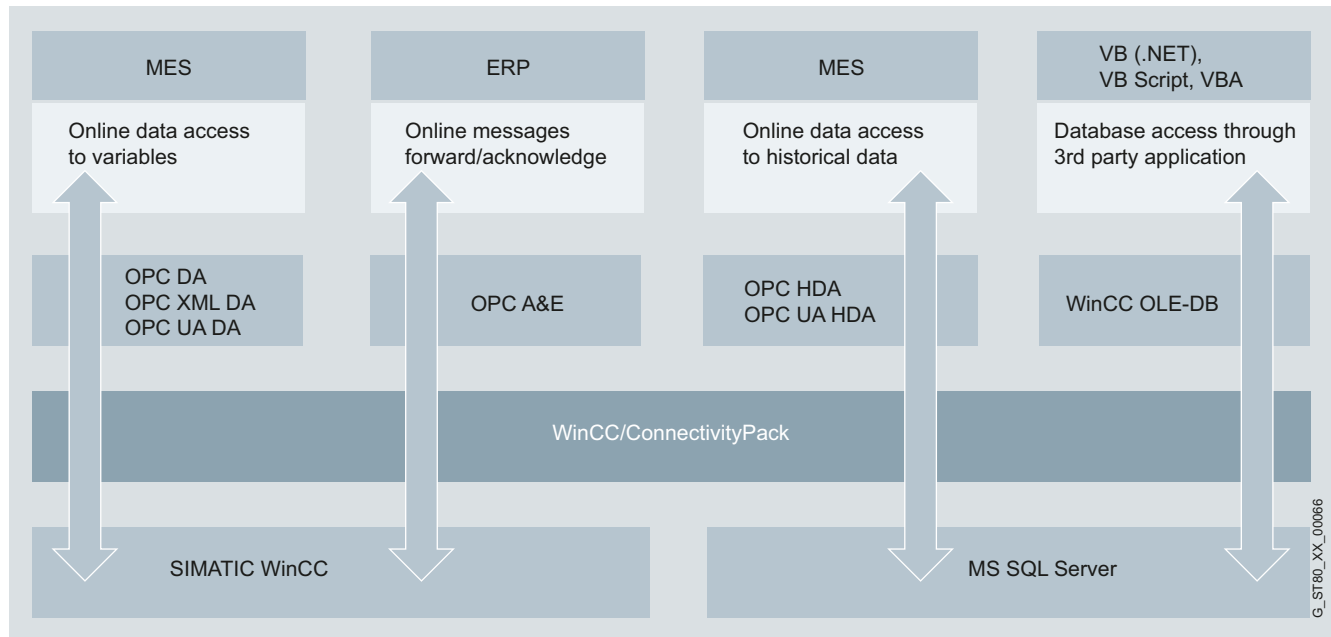 MES
ERP
MES
VB (.NET),
VB Script, VBA
Online data access
to variables
Online messages
forward/acknowledge
Online data access
to historical data
Database access through
3rd party application
OPC DA
OPC XML DA
OPC UA DA
OPC A&E
OPC HDA
OPC UA HDA
WinCC OLE-DB
WinCC/ConnectivityPack
SIMATIC WinCC
MS SQL Server
G_ST80_XX_00066